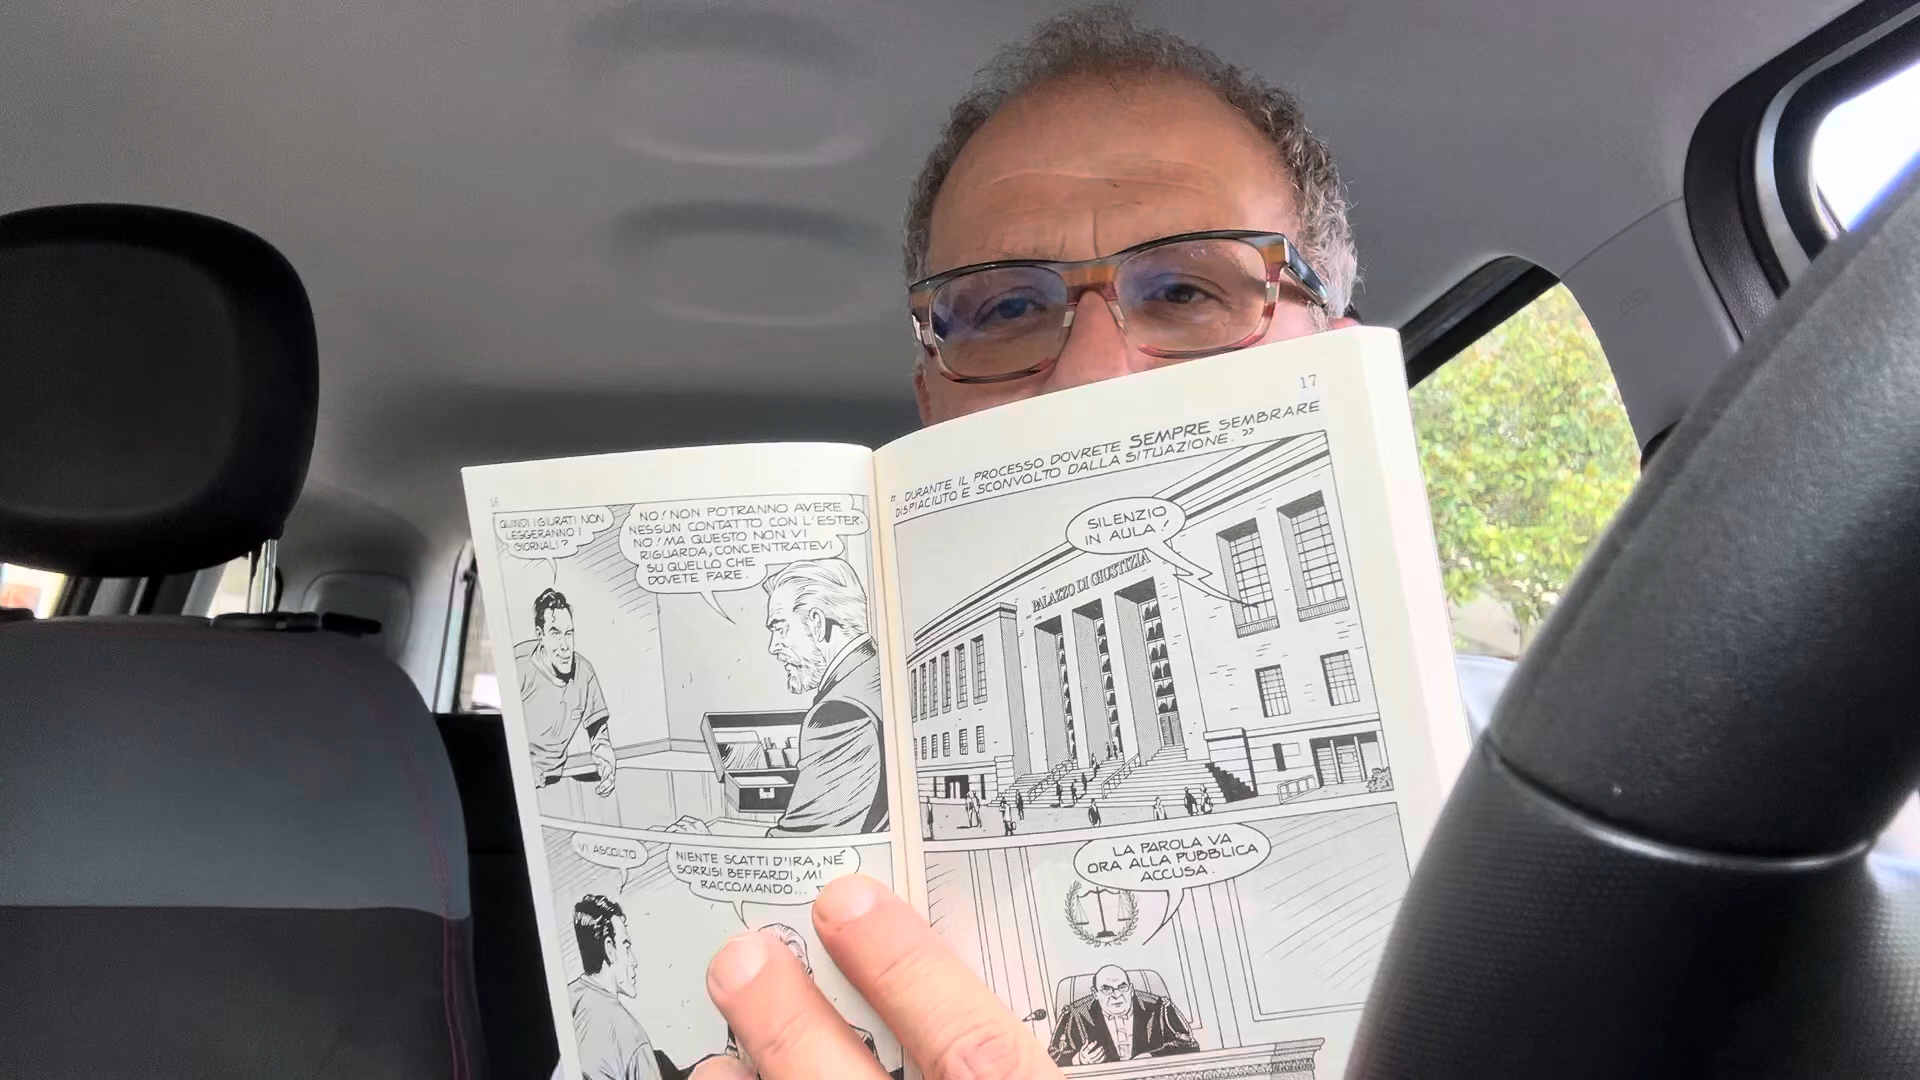 16
QUINDI I GIURATI NON
LEGGERANNO I
GIORNALI?
NO! NON POTRANNO AVERE
NESSUN CONTATTO CON L'ESTER-
NO! MA QUESTO NON VI
RIGUARDA, CONCENTRATEVI
SU QUELLO CHE
DOVETE FARE.
VI ASCOLTO
NIENTE SCATTI D'IRA, NÉ
SORRISI BEFFARDI, MI
RACCOMANDO...
17
“... DURANTE IL PROCESSO DOVRETE SEMPRE SEMBRARE
DISPIACIUTO E SCONVOLTO DALLA SITUAZIONE.”
SILENZIO
IN AULA!
PALAZZO DI GIUSTIZIA
LA PAROLA VA
ORA ALLA PUBBLICA
ACCUSA.